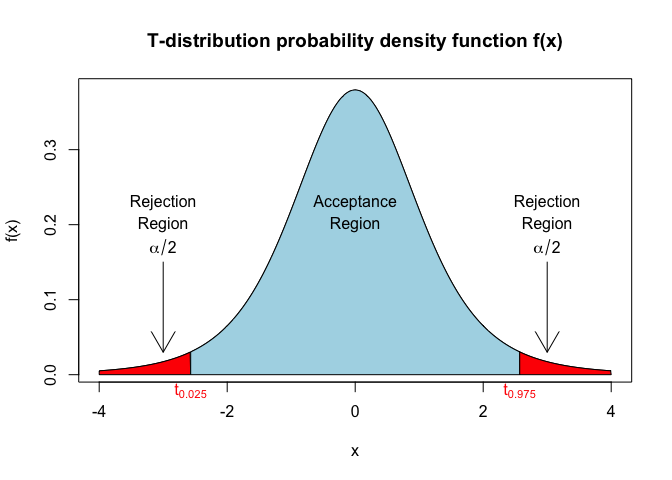 T-distribution probability density function f(x)
f(x)
0.3
0.2
0.1
0.0
Rejection
Region
α/2
Acceptance
Region
Rejection
Region
α/2
t0.025
t0.975
-4
-2
0
2
4
x